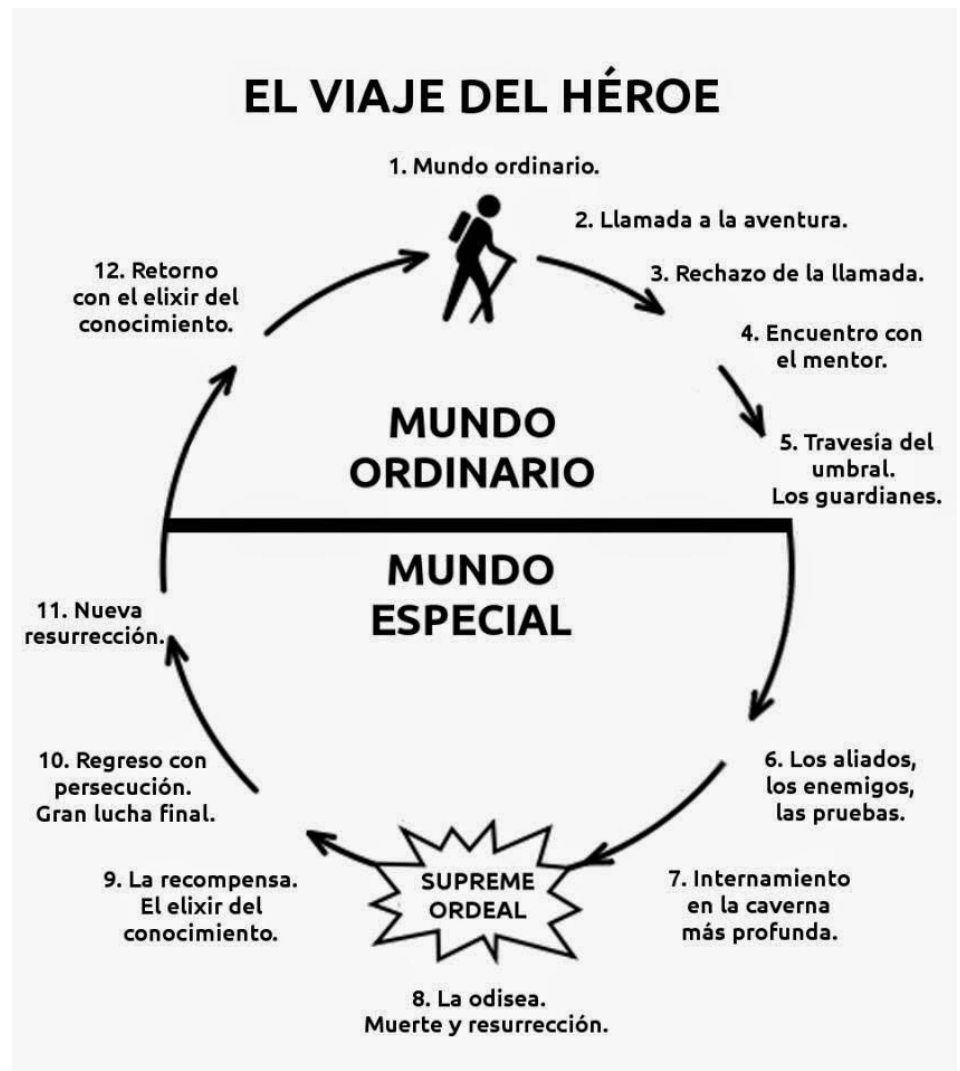 EL VIAJE DEL HÉROE
1. Mundo ordinario.
2. Llamada a la aventura.
3. Rechazo de la llamada.
4. Encuentro con
el mentor.
5. Travesía del
umbral.
Los guardianes.
MUNDO
ORDINARIO
MUNDO
ESPECIAL
6. Los aliados,
los enemigos,
las pruebas.
7. Internamiento
en la caverna
más profunda.
SUPREME
ORDEAL
8. La odisea.
Muerte y resurrección.
9. La recompensa.
El elixir del
conocimiento.
10. Regreso con
persecución.
Gran lucha final.
11. Nueva
resurrección.
12. Retorno
con el elixir del
conocimiento.